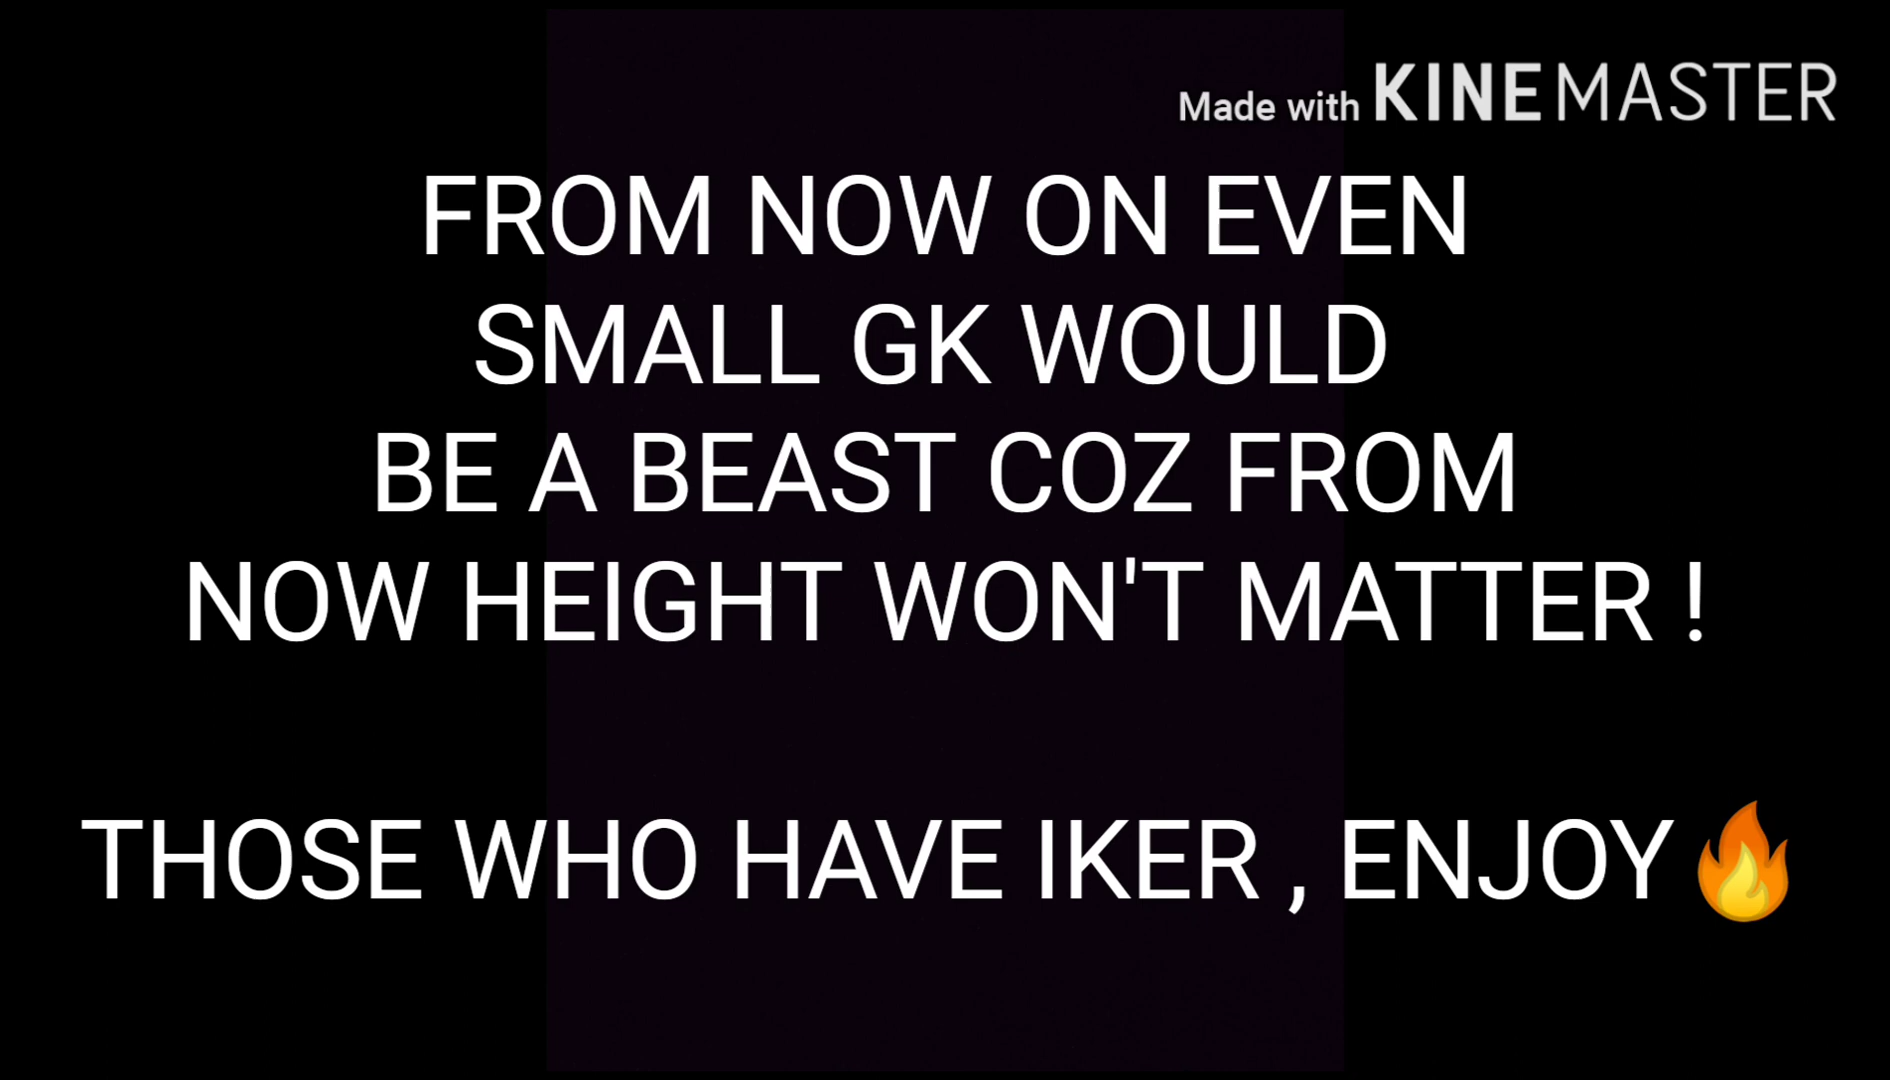 Made with KINEMASTER
FROM NOW ON EVEN
SMALL GK WOULD
BE A BEAST COZ FROM
NOW HEIGHT WON'T MATTER !
THOSE WHO HAVE IKER , ENJOY🔥